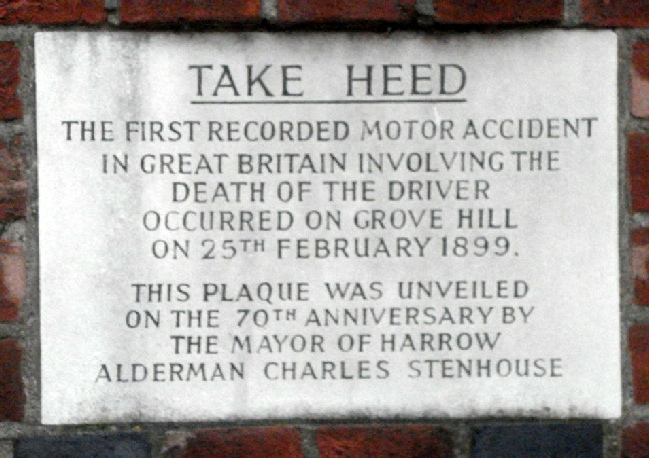 TAKE HEED
THE FIRST RECORDED MOTOR ACCIDENT
IN GREAT BRITAIN INVOLVING THE
DEATH OF THE DRIVER
OCCURRED ON GROVE HILL
ON 25TH FEBRUARY 1899.
THIS PLAQUE WAS UNVEILED
ON THE 70TH ANNIVERSARY BY
THE MAYOR OF HARROW
ALDERMAN CHARLES STENHOUSE